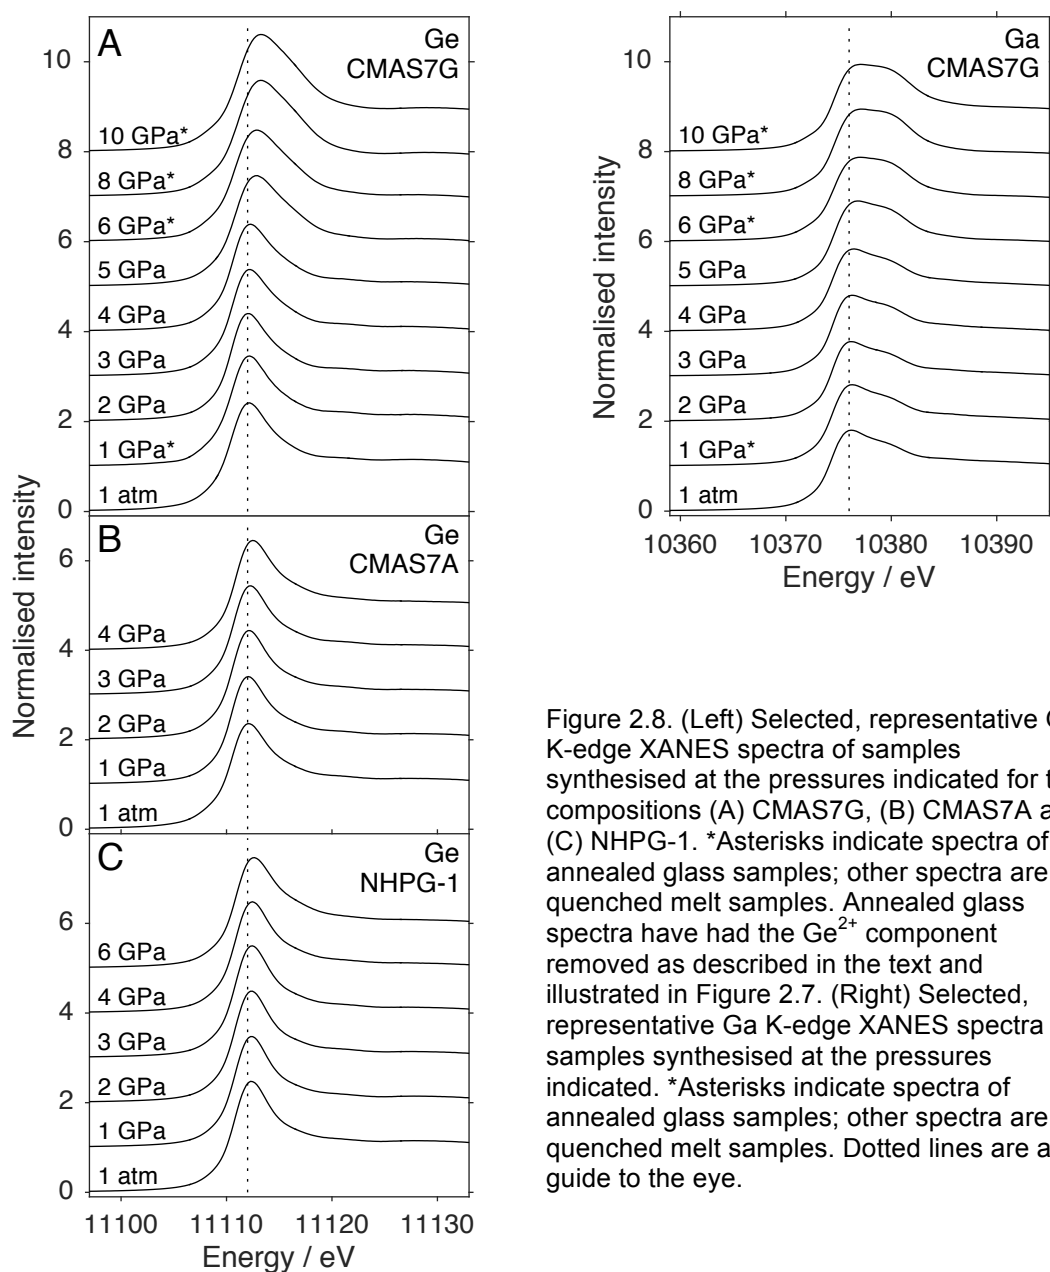 A
Ge
CMAS7G
10
8
6
4
2
0
10 GPa*
8 GPa*
6 GPa*
5 GPa
4 GPa
3 GPa
2 GPa
1 GPa*
1 atm
B
Ge
CMAS7A
6
4
2
0
4 GPa
3 GPa
2 GPa
1 GPa
1 atm
C
Ge
NHPG-1
6
4
2
0
6 GPa
4 GPa
3 GPa
2 GPa
1 GPa
1 atm
Normalised intensity
11100 11110 11120 11130
Energy / eV
Ga
CMAS7G
10
8
6
4
2
0
10 GPa*
8 GPa*
6 GPa*
5 GPa
4 GPa
3 GPa
2 GPa
1 GPa*
1 atm
Normalised intensity
10360 10370 10380 10390
Energy / eV
Figure 2.8. (Left) Selected, representative
K-edge XANES spectra of samples
synthesised at the pressures indicated for
compositions (A) CMAS7G, (B) CMAS7A
(C) NHPG-1. *Asterisks indicate spectra of
annealed glass samples; other spectra are
quenched melt samples. Annealed glass
spectra have had the Ge²⁺ component
removed as described in the text and
illustrated in Figure 2.7. (Right) Selected,
representative Ga K-edge XANES spectra
samples synthesised at the pressures
indicated. *Asterisks indicate spectra of
annealed glass samples; other spectra are
quenched melt samples. Dotted lines are a
guide to the eye.